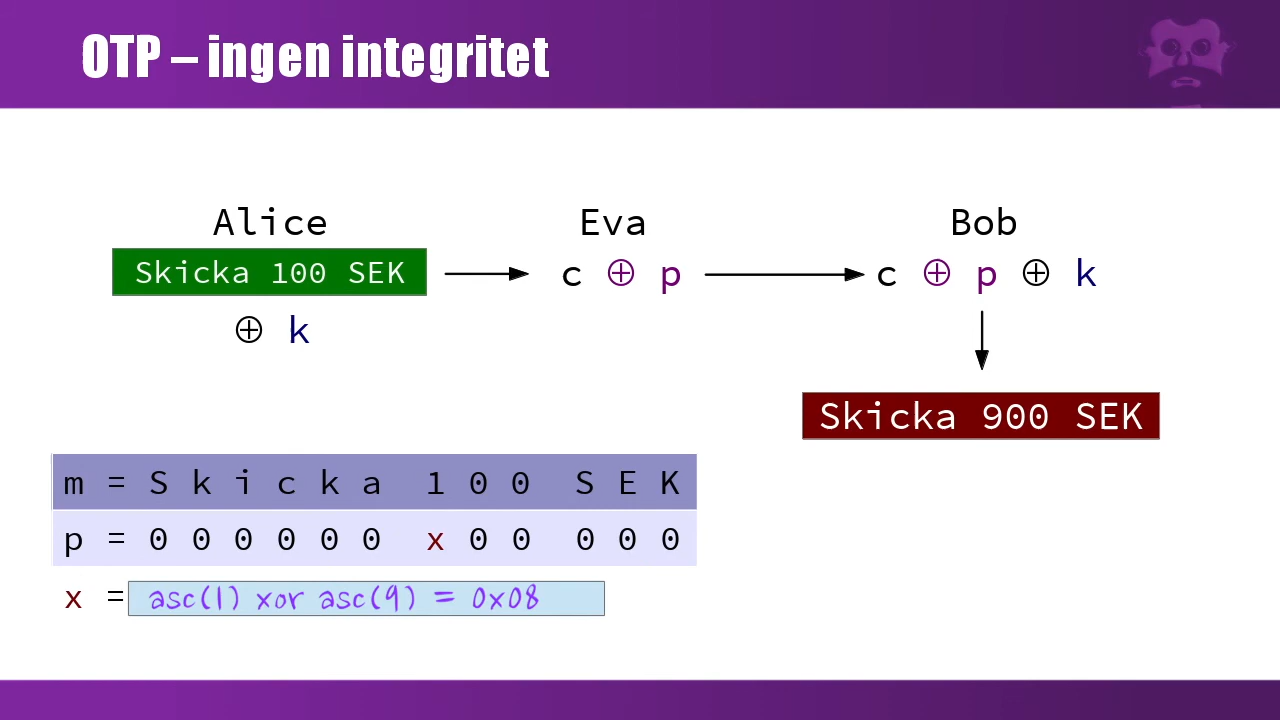 OTP – ingen integritet
Alice Eva Bob
Skicka 100 SEK c ⊕ p c ⊕ p ⊕ k
⊕ k
Skicka 900 SEK
m = S k i c k a 1 0 0 S E K
p = 0 0 0 0 0 0 x 0 0 0 0 0
x = asc(1) xor asc(9) = 0x08